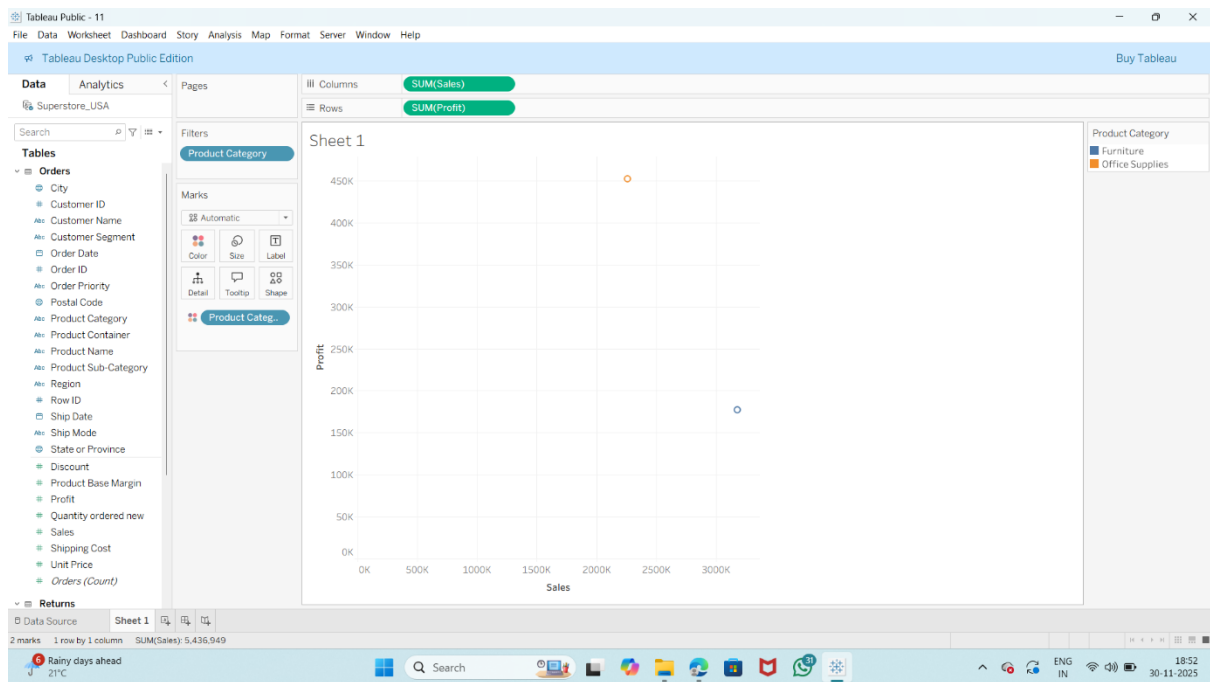 Tableau Public - 11
File Data Worksheet Dashboard Story Analysis Map Format Server Window Help
Tableau Desktop Public Edition
Buy Tableau
Data Analytics
Pages
Columns SUM(Sales)
Superstore_USA
Rows SUM(Profit)
Search
Filters
Product Category
Tables
Orders
City
Customer ID
Customer Name
Customer Segment
Order Date
Order ID
Order Priority
Postal Code
Product Category
Product Container
Product Name
Product Sub-Category
Region
Row ID
Ship Date
Ship Mode
State or Province
Discount
Product Base Margin
Profit
Quantity ordered new
Sales
Shipping Cost
Unit Price
Orders (Count)
Returns
Marks
Automatic
Color Size Label
Detail Tooltip Shape
Product Categ..
Sheet 1
450K
400K
350K
300K
250K
200K
150K
100K
50K
0K
Profit
0K 500K 1000K 1500K 2000K 2500K 3000K
Sales
Product Category
Furniture
Office Supplies
Data Source Sheet 1
2 marks 1 row by 1 column SUM(Sales): 5,436,949
6
Rainy days ahead
21°C
Search
31
ENG
IN
18:52
30-11-2025